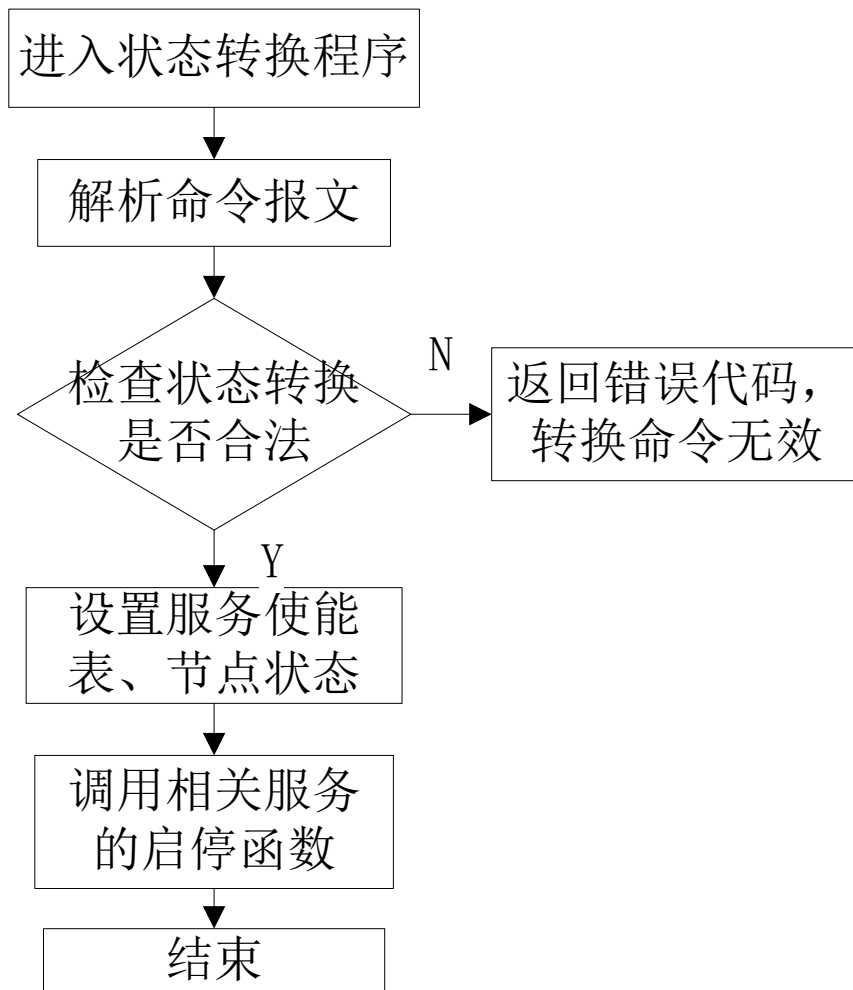 进入状态转换程序
解析命令报文
检查状态转换
是否合法
N
返回错误代码，
转换命令无效
Y
设置服务使能
表、节点状态
调用相关服务
的启停函数
结束